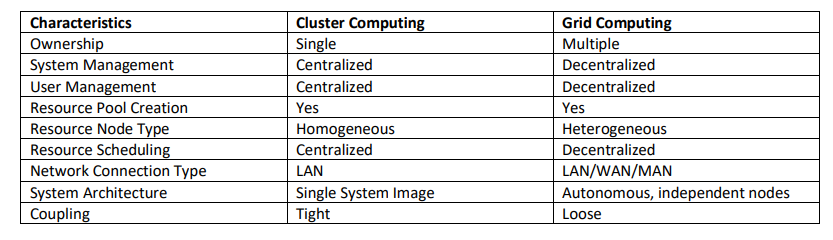 Characteristics Cluster Computing Grid Computing
Ownership Single Multiple
System Management Centralized Decentralized
User Management Centralized Decentralized
Resource Pool Creation Yes Yes
Resource Node Type Homogeneous Heterogeneous
Resource Scheduling Centralized Decentralized
Network Connection Type LAN LAN/WAN/MAN
System Architecture Single System Image Autonomous, independent nodes
Coupling Tight Loose